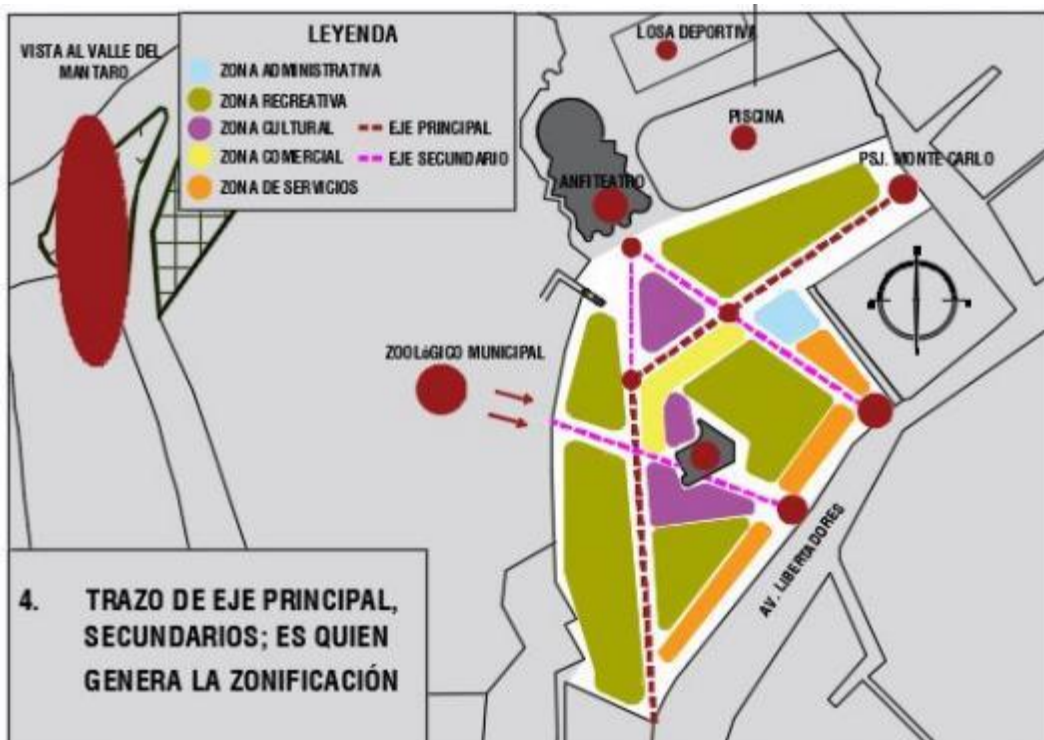 VISTA AL VALLE DEL
MANTARO
LEYENDA
ZONA ADMINISTRATIVA
ZONA RECREATIVA
ZONA CULTURAL
ZONA COMERCIAL
ZONA DE SERVICIOS
EJE PRINCIPAL
EJE SECUNDARIO
LOSA DEPORTIVA
PISCINA
PSJ. MONTE CARLO
ANFITEATRO
ZOOLóGICO MUNICIPAL
AV. LIBERTADORES
4. TRAZO DE EJE PRINCIPAL,
SECUNDARIOS; ES QUIEN
GENERA LA ZONIFICACIÓN